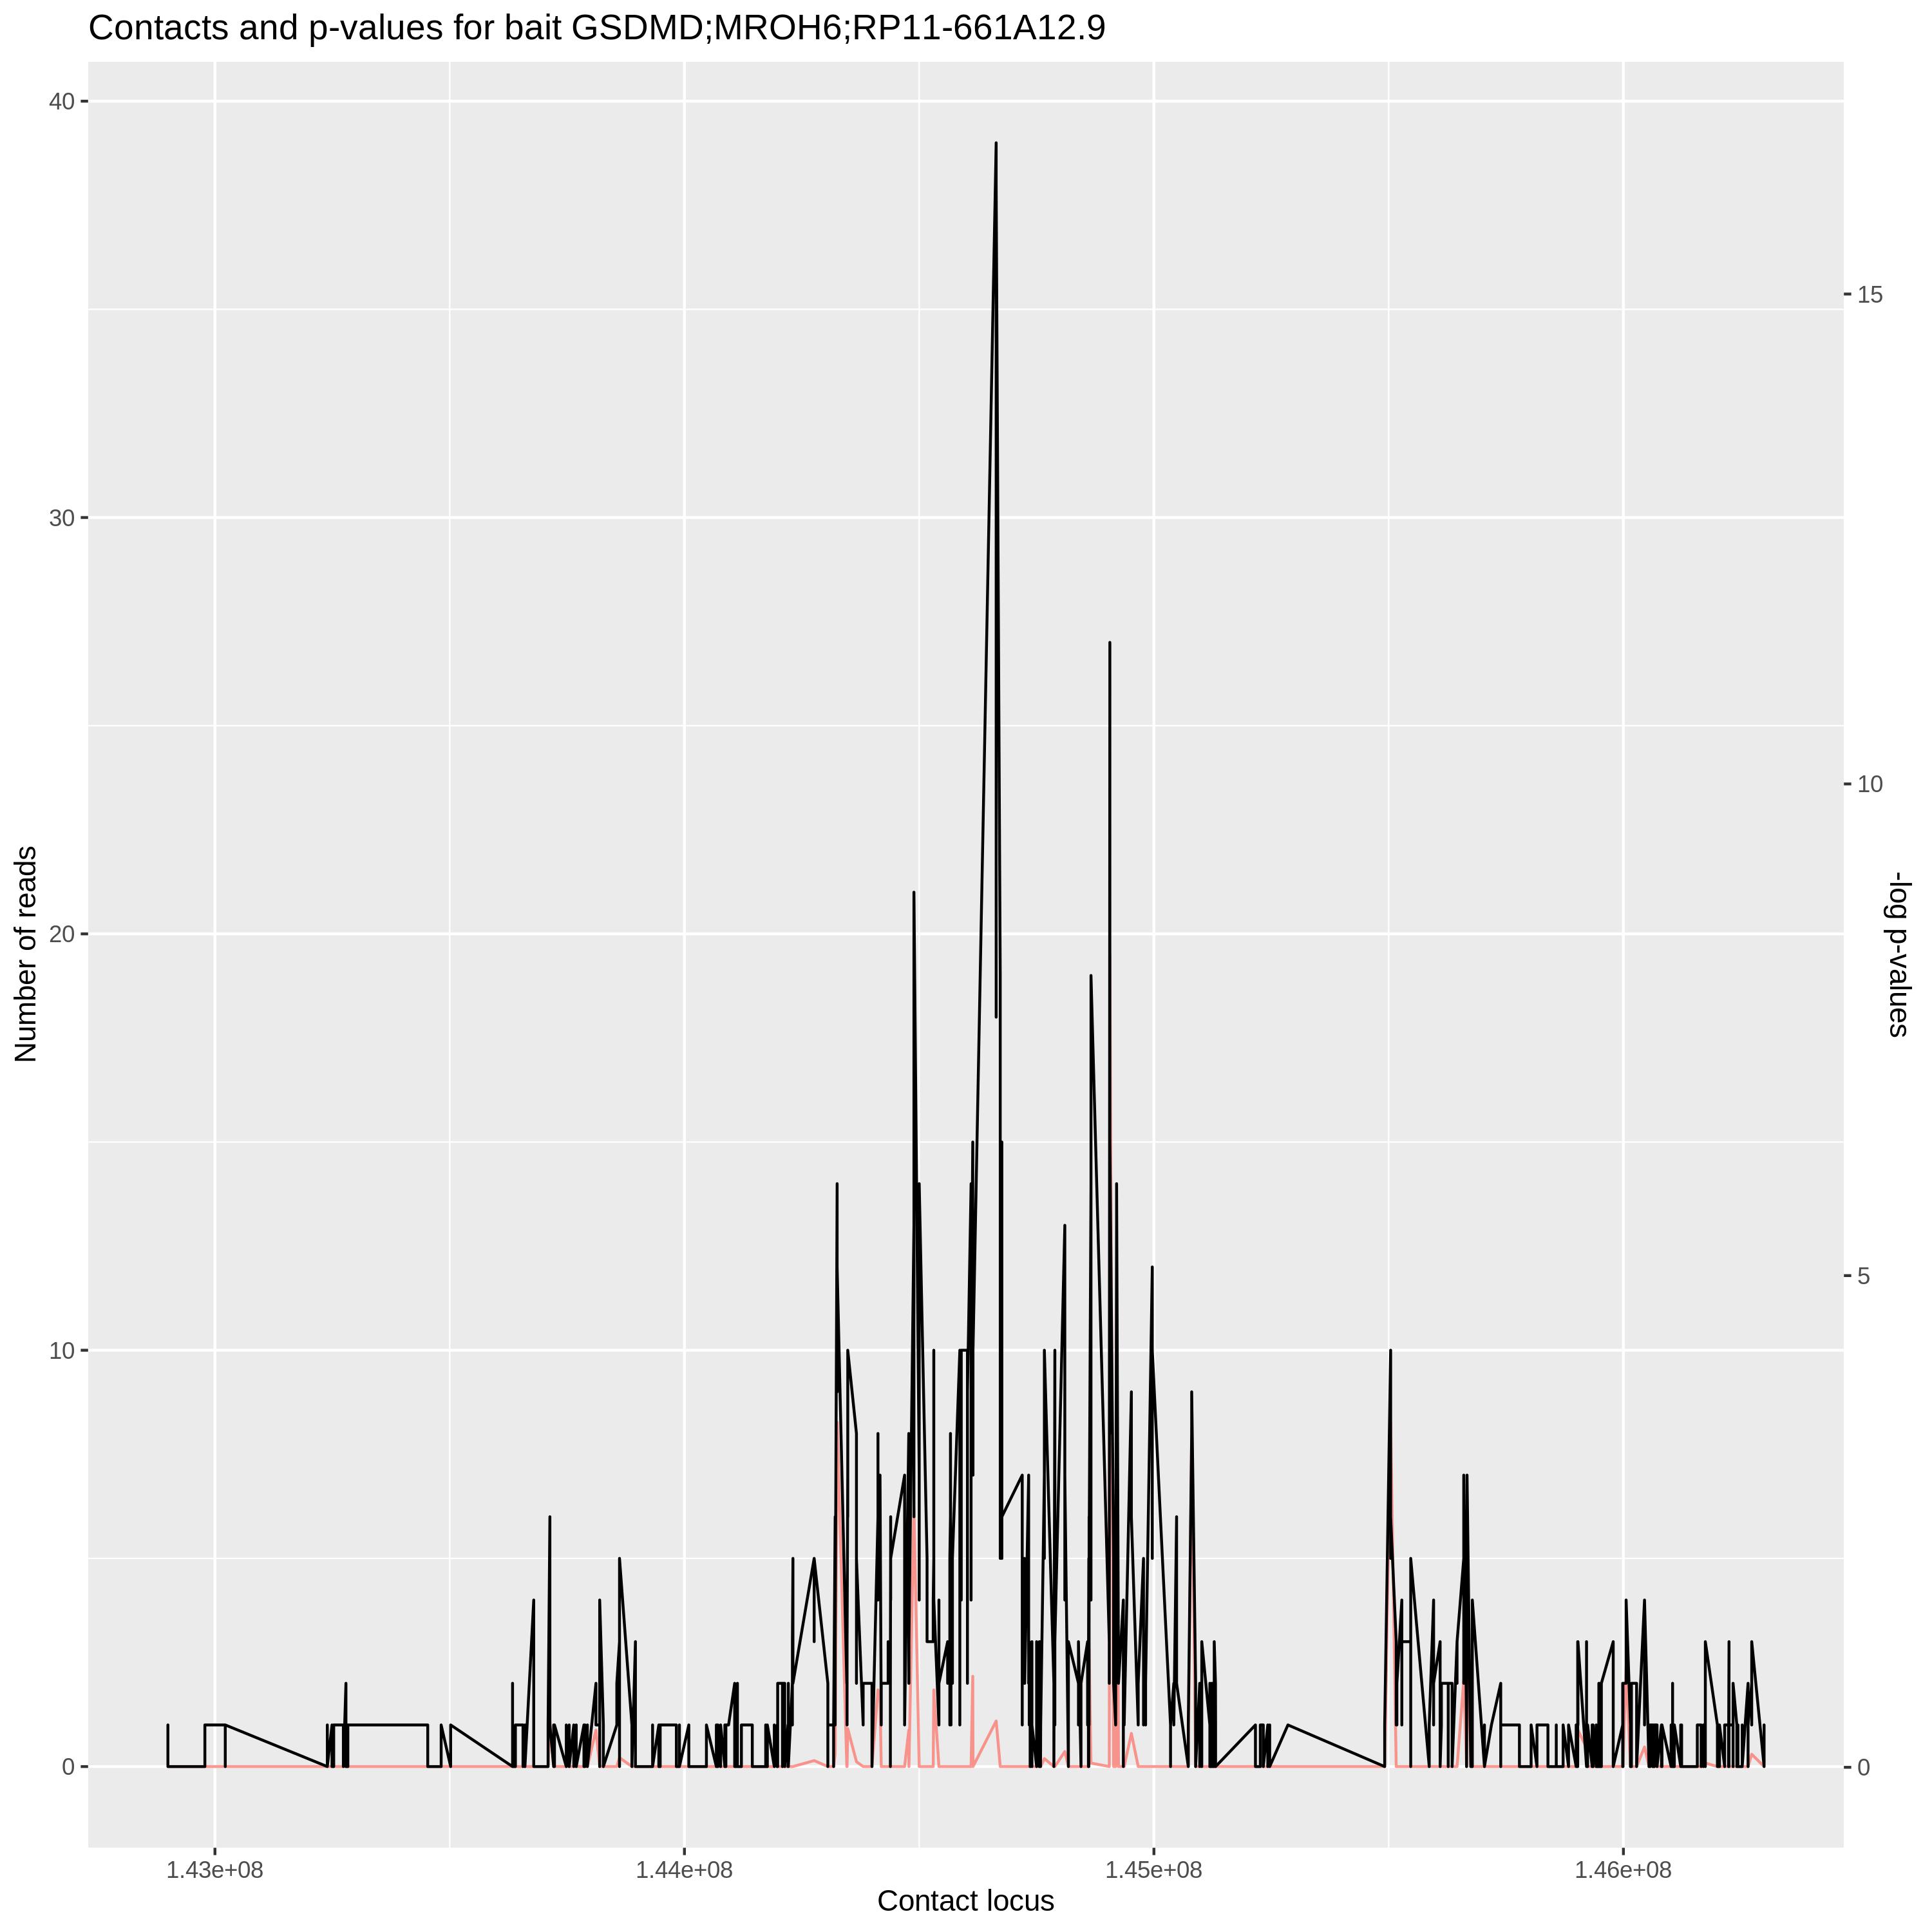 Contacts and p-values for bait GSDMD;MROH6;RP11-661A12.9
40
30
20
10
0
Number of reads
15
10
5
0
-log p-values
1.43e+08 1.44e+08 1.45e+08 1.46e+08
Contact locus